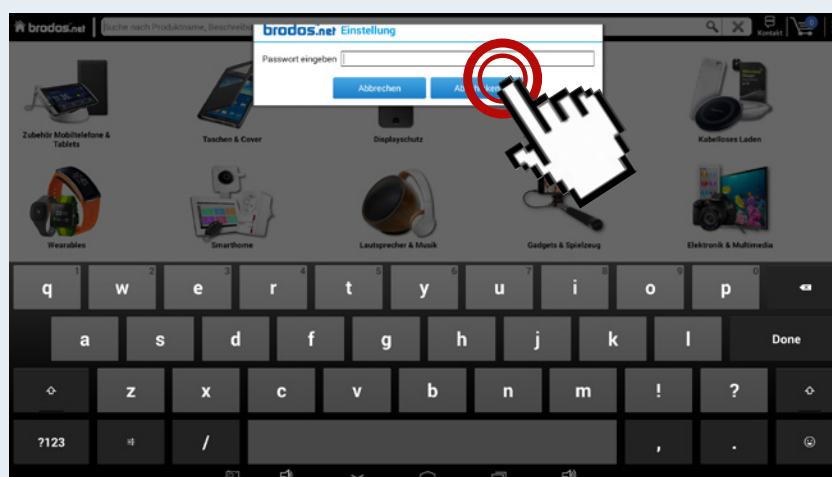 brodos.net
Suche nach Produktname,
Kontakt
0
brodos.net Einstellung
Passwort eingeben
Abbrechen
Zubehör Mobiltelefone &
Tablets
Taschen & Cover
Displayschutz
Kabelloses Laden
Wearables
Smarthome
Lautsprecher & Musik
Gadgets & Spielzeug
Elektronik & Multimedia
1 2 3 4 5 6 7 8 9 0
q w e r t y u i o p
a s d f g h j k l Done
z x c v b n m ! ?
?123 / , .